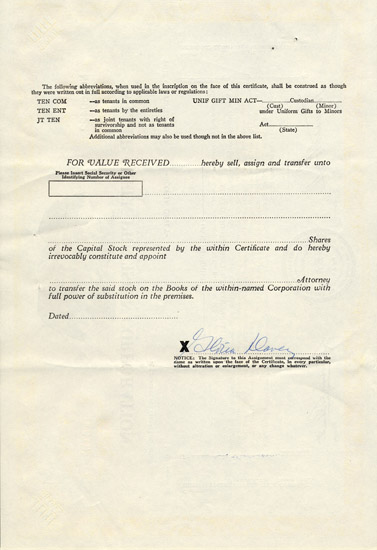 The following abbreviations, when used in the inscription on the face of this certificate, shall be construed as though
they were written out in full according to applicable laws or regulations:
TEN COM —as tenants in common UNIF GIFT MIN ACT—..........Custodian..........
(Cust) (Minor)
TEN ENT —as tenants by the entireties under Uniform Gifts to Minors
JT TEN —as joint tenants with right of Act....................
survivorship and not as tenants (State)
in common
Additional abbreviations may also be used though not in the above list.
FOR VALUE RECEIVED.......... hereby sell, assign and transfer unto
Please Insert Social Security or Other
Identifying Number of Assignee
Shares
of the Capital Stock represented by the within Certificate and do hereby
irrevocably constitute and appoint
Attorney
to transfer the said stock on the Books of the within-named Corporation with
full power of substitution in the premises.
Dated
X
NOTICE: The Signature to this Assignment must correspond with the
name as written upon the face of the Certificate, in every particular,
without alteration or enlargement, or any change whatever.